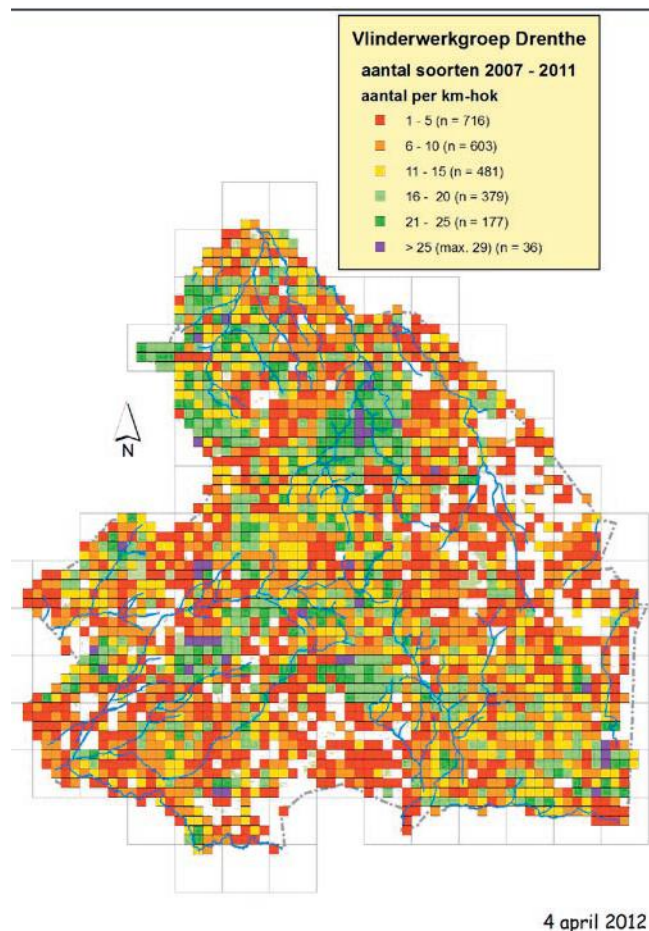 Vlinderwerkgroep Drenthe
aantal soorten 2007 - 2011
aantal per km-hok
1 - 5 (n = 716)
6 - 10 (n = 603)
11 - 15 (n = 481)
16 - 20 (n = 379)
21 - 25 (n = 177)
> 25 (max. 29) (n = 36)
N
4 april 2012